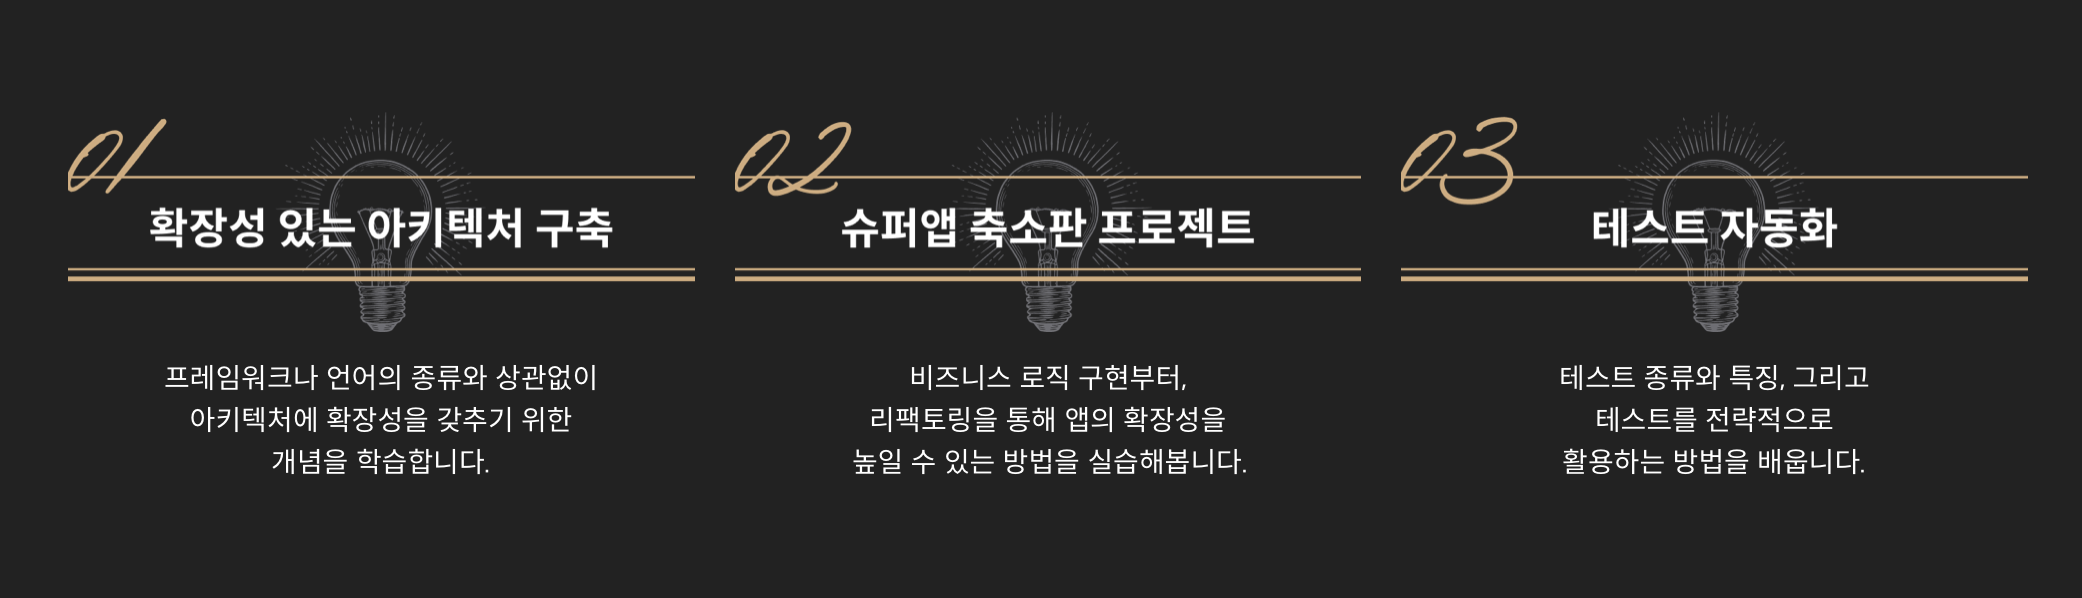 01
확장성 있는 아키텍처 구축
프레임워크나 언어의 종류와 상관없이
아키텍처에 확장성을 갖추기 위한
개념을 학습합니다.
02
슈퍼앱 축소판 프로젝트
비즈니스 로직 구현부터,
리팩토링을 통해 앱의 확장성을
높일 수 있는 방법을 실습해봅니다.
03
테스트 자동화
테스트 종류와 특징, 그리고
테스트를 전략적으로
활용하는 방법을 배웁니다.